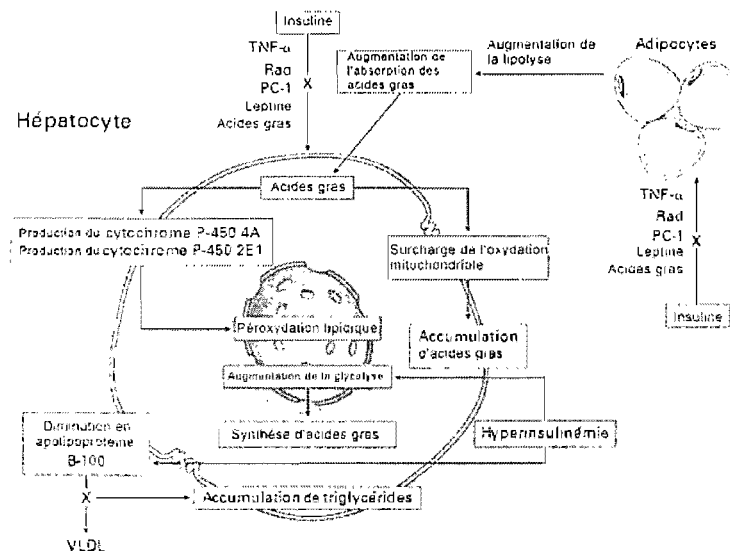 Insuline
TNF-α
Rad
PC-1
X
Leptine
Acides gras
Augmentation de
l'absorption des
acides gras
Augmentation de
la lipolyse
Adipocytes
Hépatocyte
Acides gras
TNF-α
Rad
PC-1
X
Leptine
Acides gras
Insuline
Production du cytochrome P-450 4A
Production du cytochrome P-450 2E1
Surcharge de l'oxydation
mitochondriale
Péroxydation lipidique
Accumulation
d'acides gras
Augmentation de la glycolyse
Synthèse d'acides gras
Hyperinsulinémie
Diminution en
apolipoproteine
B-100
X
Accumulation de triglycérides
VLDL